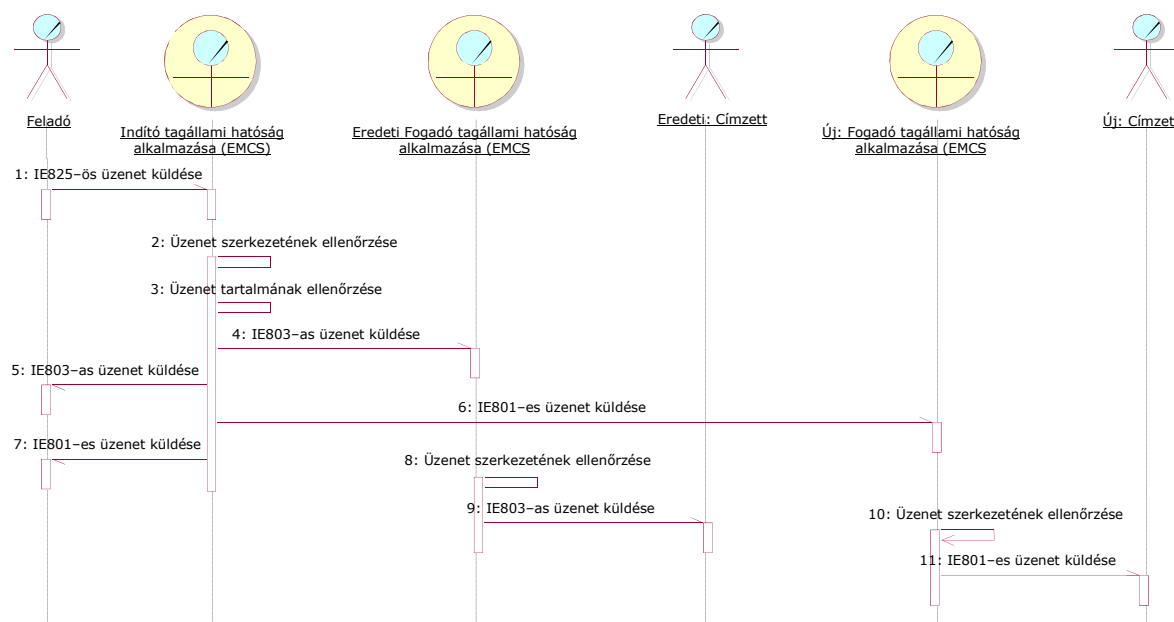 Feladó
Indító tagállami hatóság
alkalmazása (EMCS)
Eredeti Fogadó tagállami hatóság
alkalmazása (EMCS
Eredeti: Címzett
Új: Fogadó tagállami hatóság
alkalmazása (EMCS
Új: Címzet
1: IE825–ös üzenet küldése
2: Üzenet szerkezetének ellenőrzése
3: Üzenet tartalmának ellenőrzése
4: IE803–as üzenet küldése
5: IE803–as üzenet küldése
6: IE801–es üzenet küldése
7: IE801–es üzenet küldése
8: Üzenet szerkezetének ellenőrzése
9: IE803–as üzenet küldése
10: Üzenet szerkezetének ellenőrzése
11: IE801–es üzenet küldése